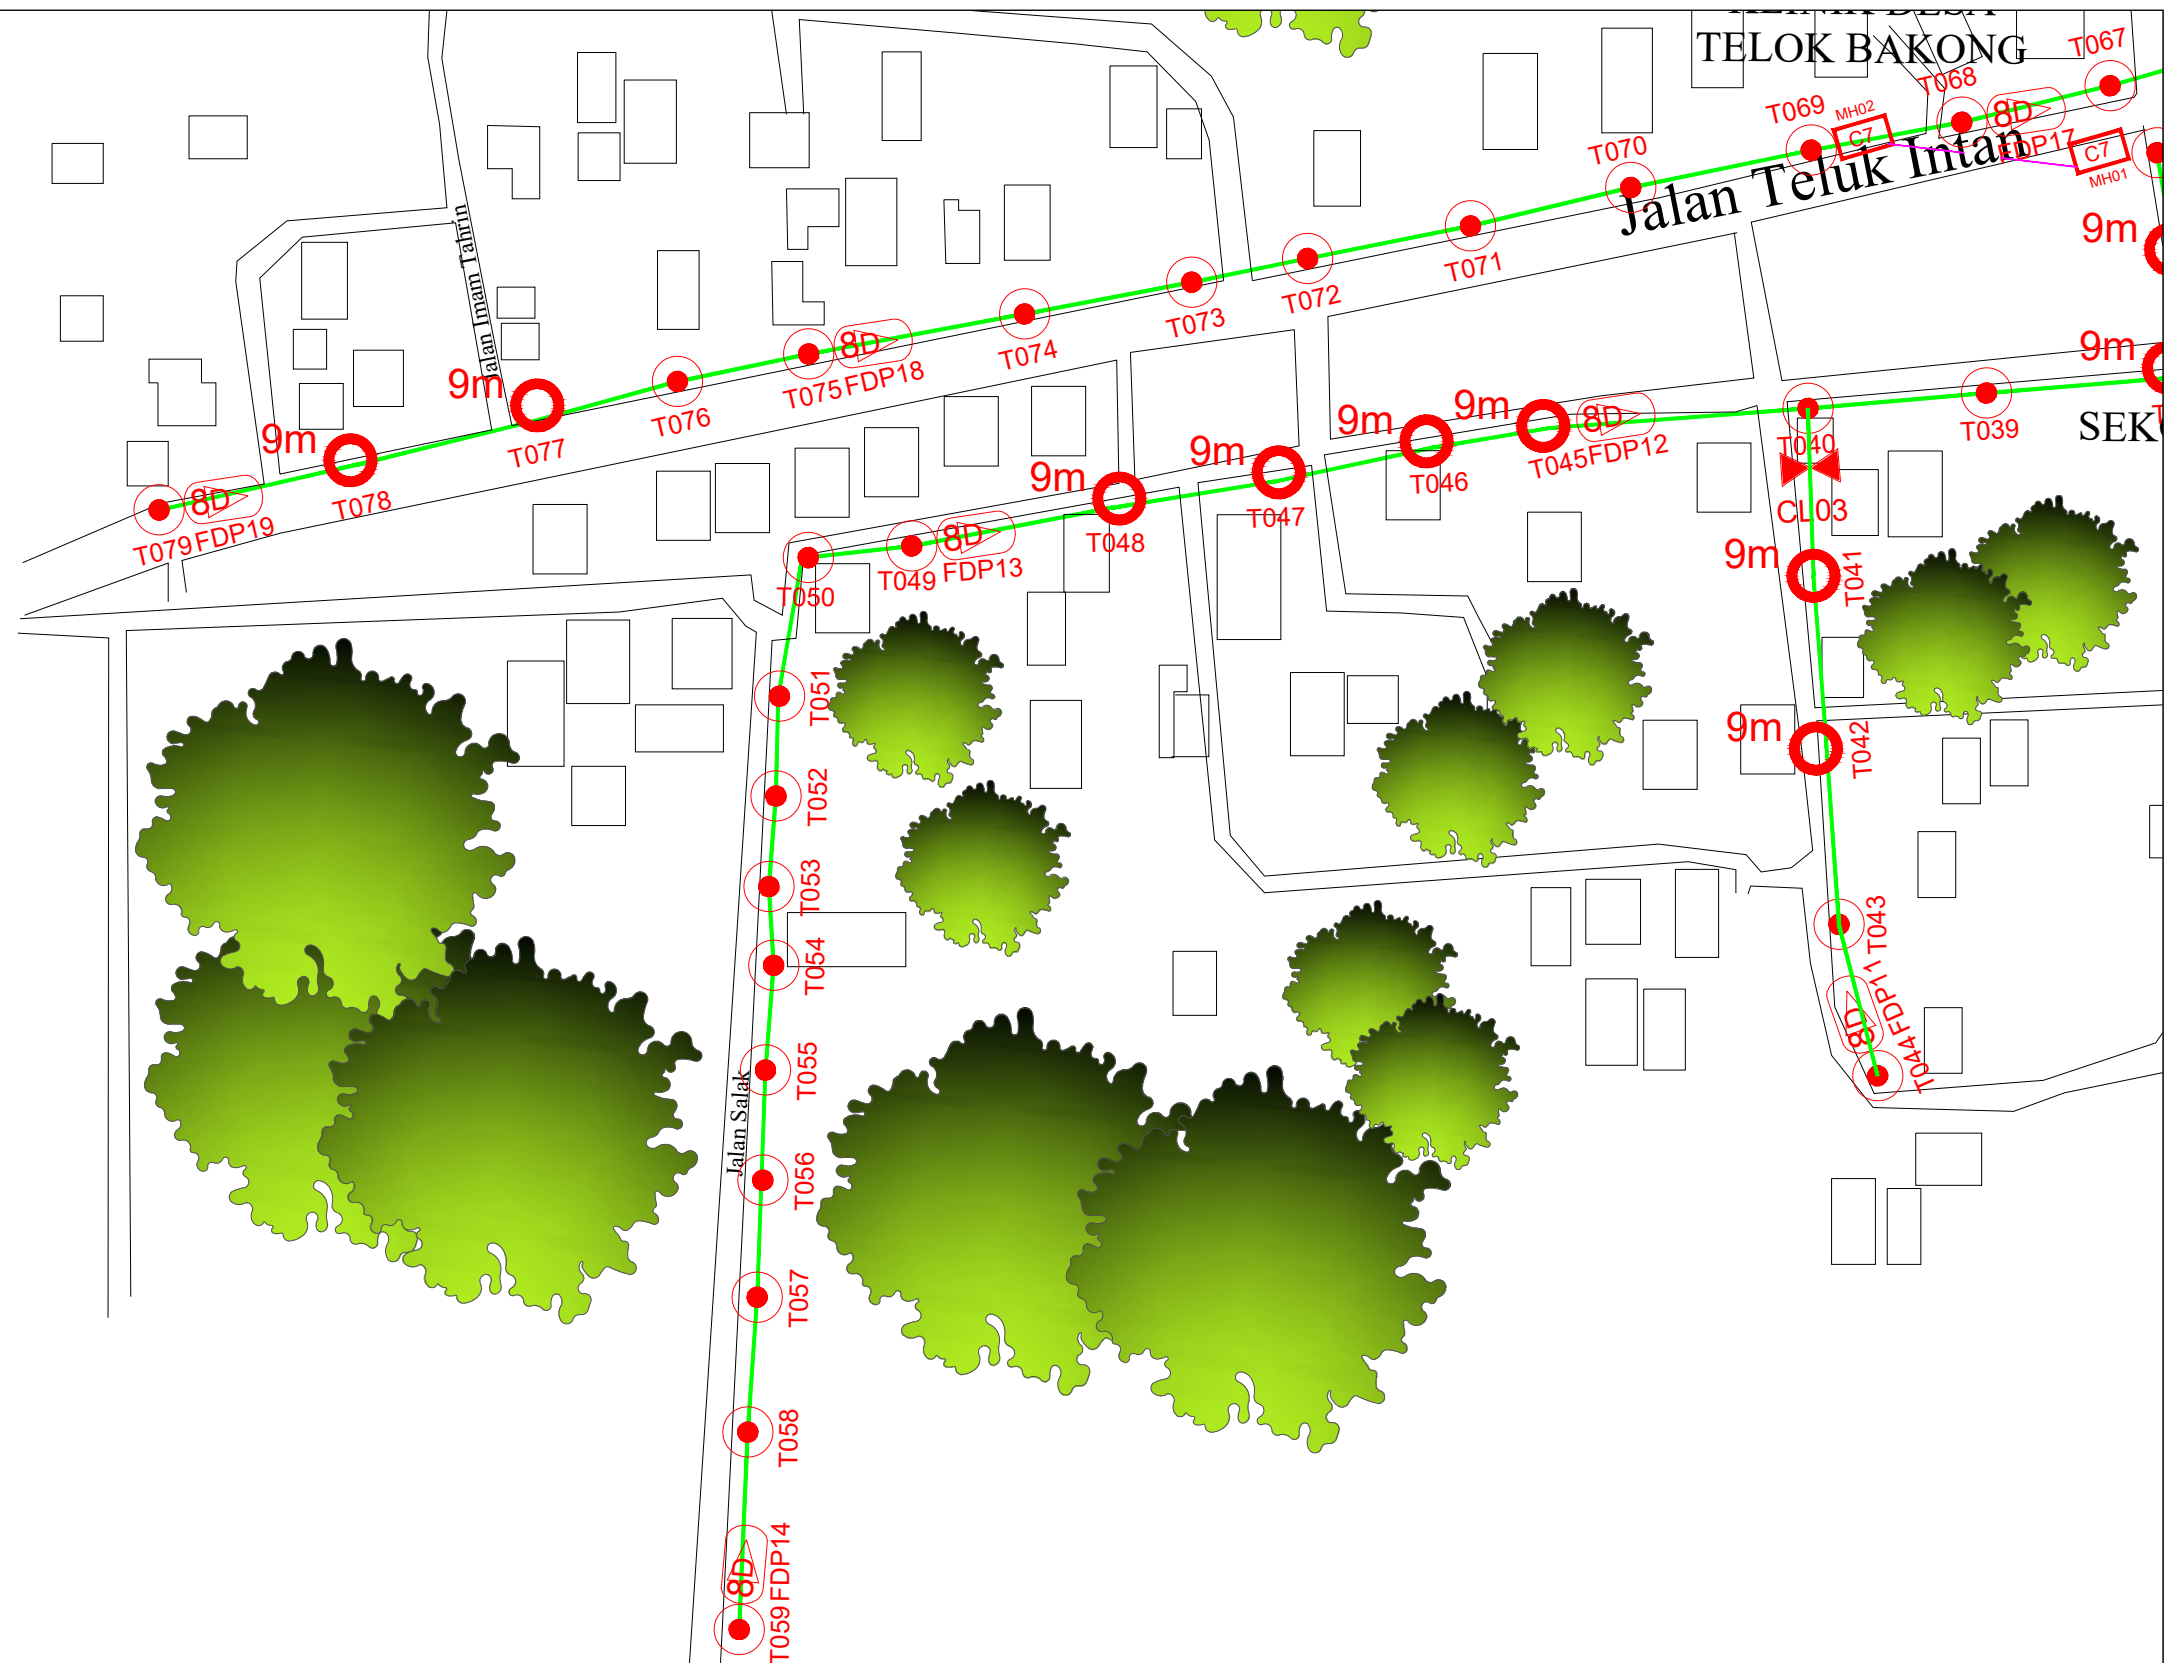 KLINIK DESA
TELOK BAKONG
T067
T068
8D
FDP17
T069
MH02
C7
C7
MH01
T070
Jalan Teluk Intan
9m
T071
T072
T073
T074
8D
T075 FDP18
T076
Jalan Imam Tahrin
9m
T077
9m
T078
8D
T079 FDP19
9m
SEK
T039
T040
CL03
9m
8D
T045 FDP12
9m
T046
9m
T047
9m
T048
8D
T049 FDP13
T050
9m
T041
9m
T042
T043
8D
T044 FDP11
T051
T052
T053
T054
T055
Jalan Salak
T056
T057
T058
8D
T059 FDP14